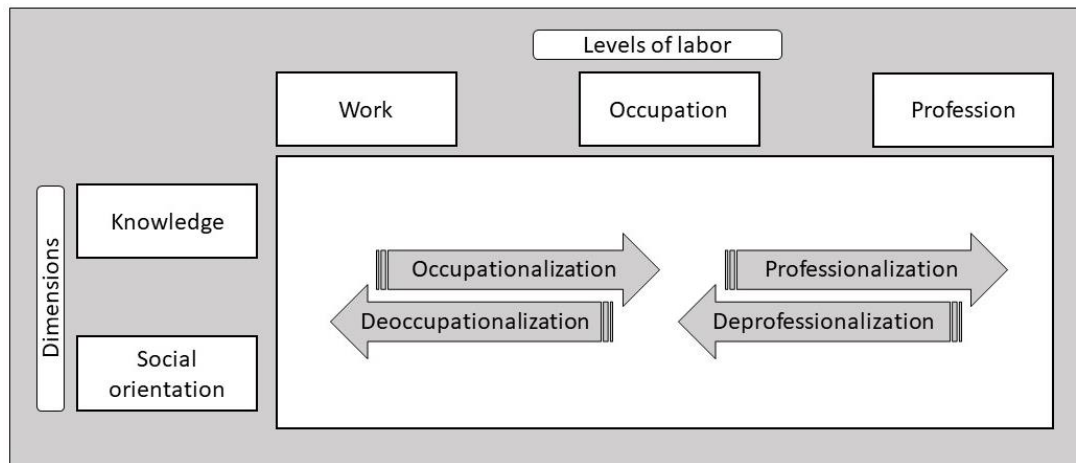 Levels of labor
Work
Occupation
Profession
Dimensions
Knowledge
Social
orientation
Occupationalization
Professionalization
Deoccupationalization
Deprofessionalization